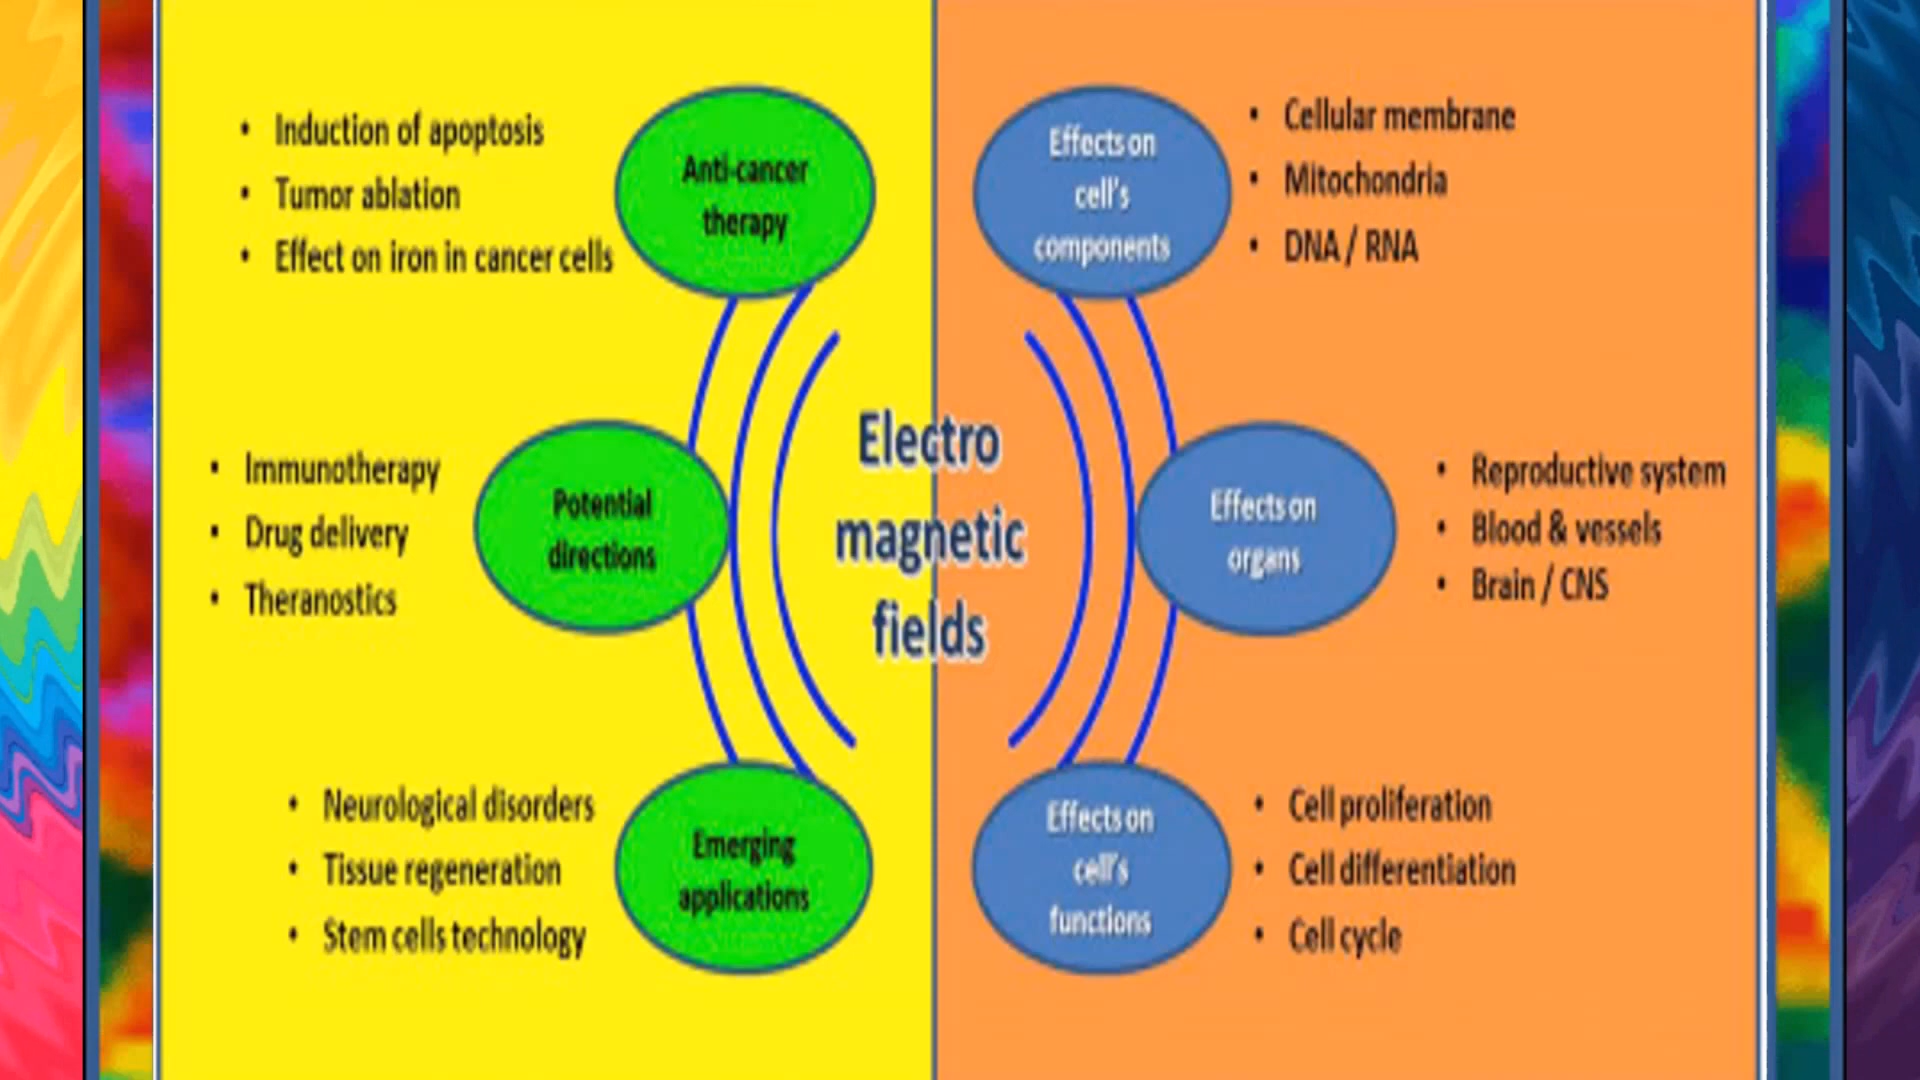 • Induction of apoptosis
• Tumor ablation
• Effect on iron in cancer cells
Anti-cancer
therapy
• Immunotherapy
• Drug delivery
• Theranostics
Potential
directions
• Neurological disorders
• Tissue regeneration
• Stem cells technology
Emerging
applications
Electro
magnetic
fields
Effects on
cell's
components
• Cellular membrane
• Mitochondria
• DNA / RNA
Effects on
organs
• Reproductive system
• Blood & vessels
• Brain / CNS
Effects on
cell's
functions
• Cell proliferation
• Cell differentiation
• Cell cycle